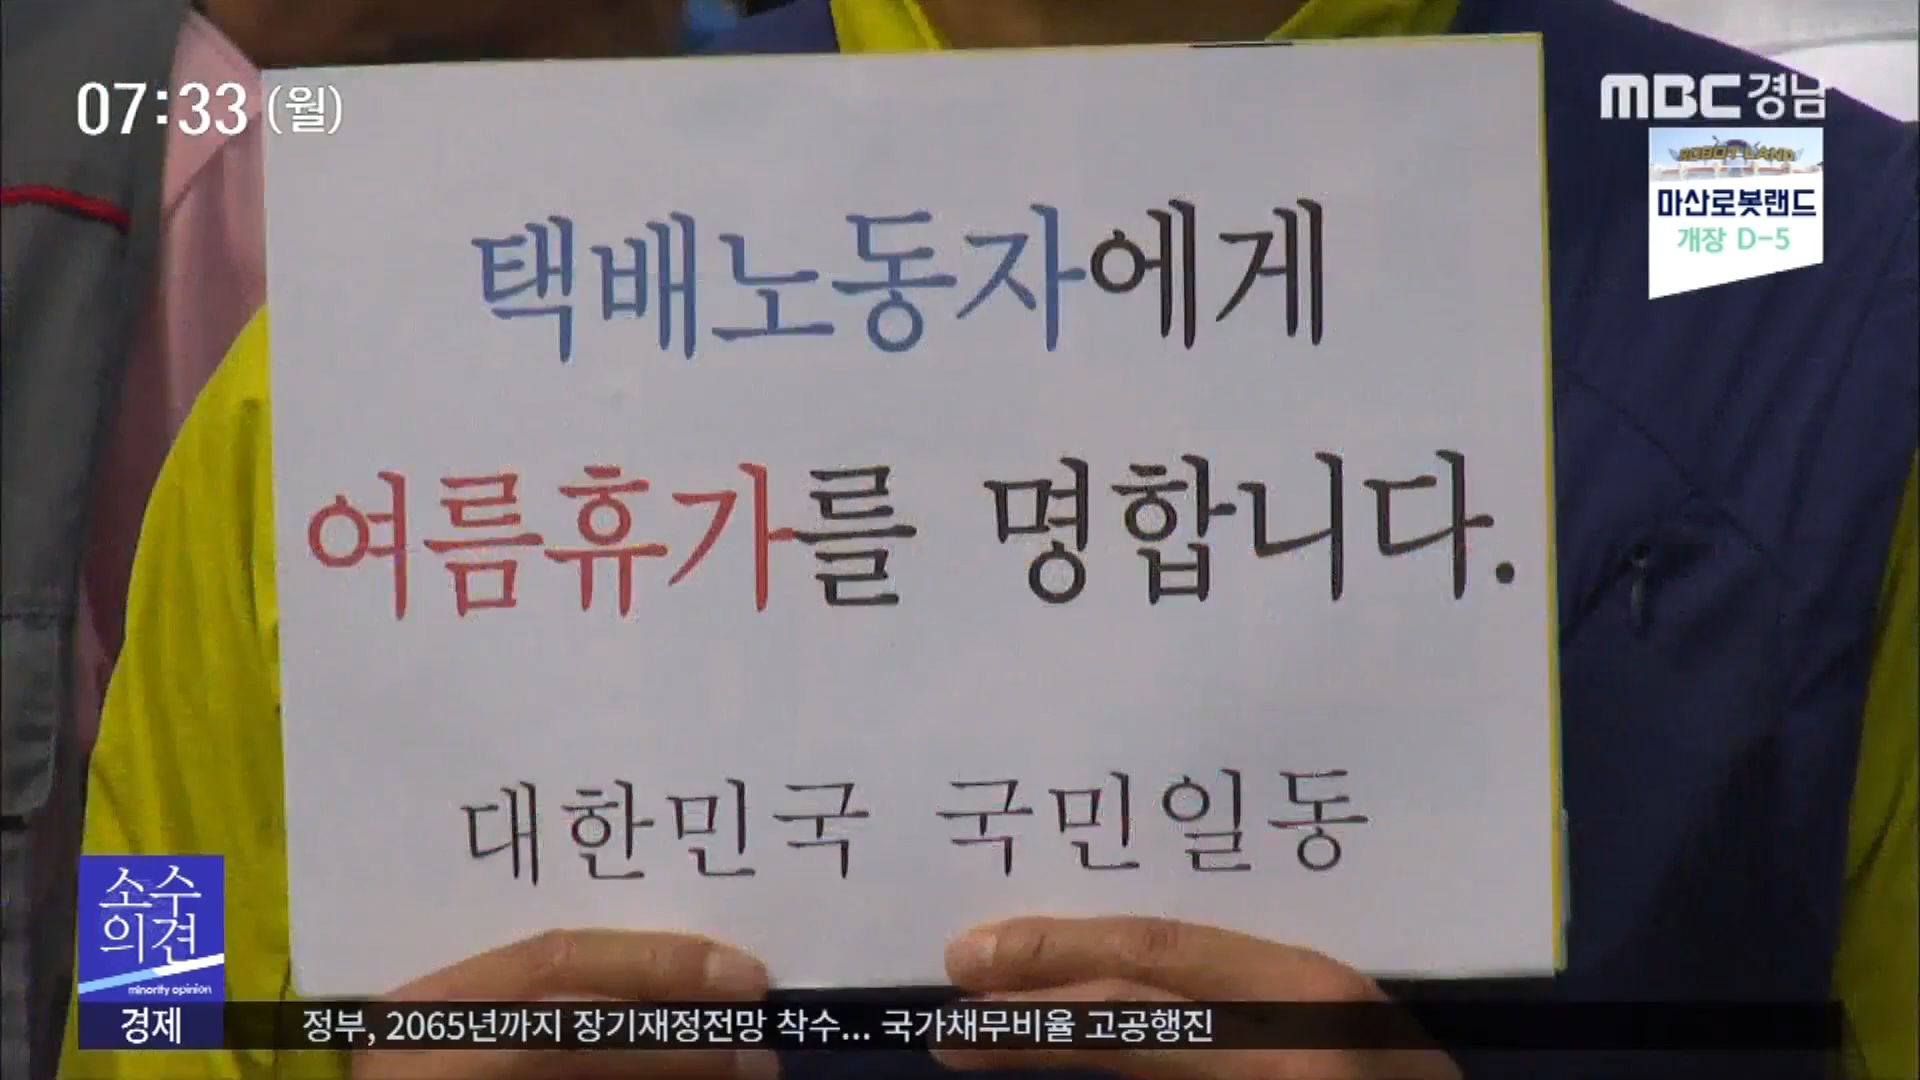 07:33 (월)
MBC경남
ROBOT LAND
마산로봇랜드
개장 D-5
택배노동자에게
여름휴가를 명합니다.
대한민국 국민일동
소수
의견
minority opinion
경제
정부, 2065년까지 장기재정전망 착수... 국가채무비율 고공행진